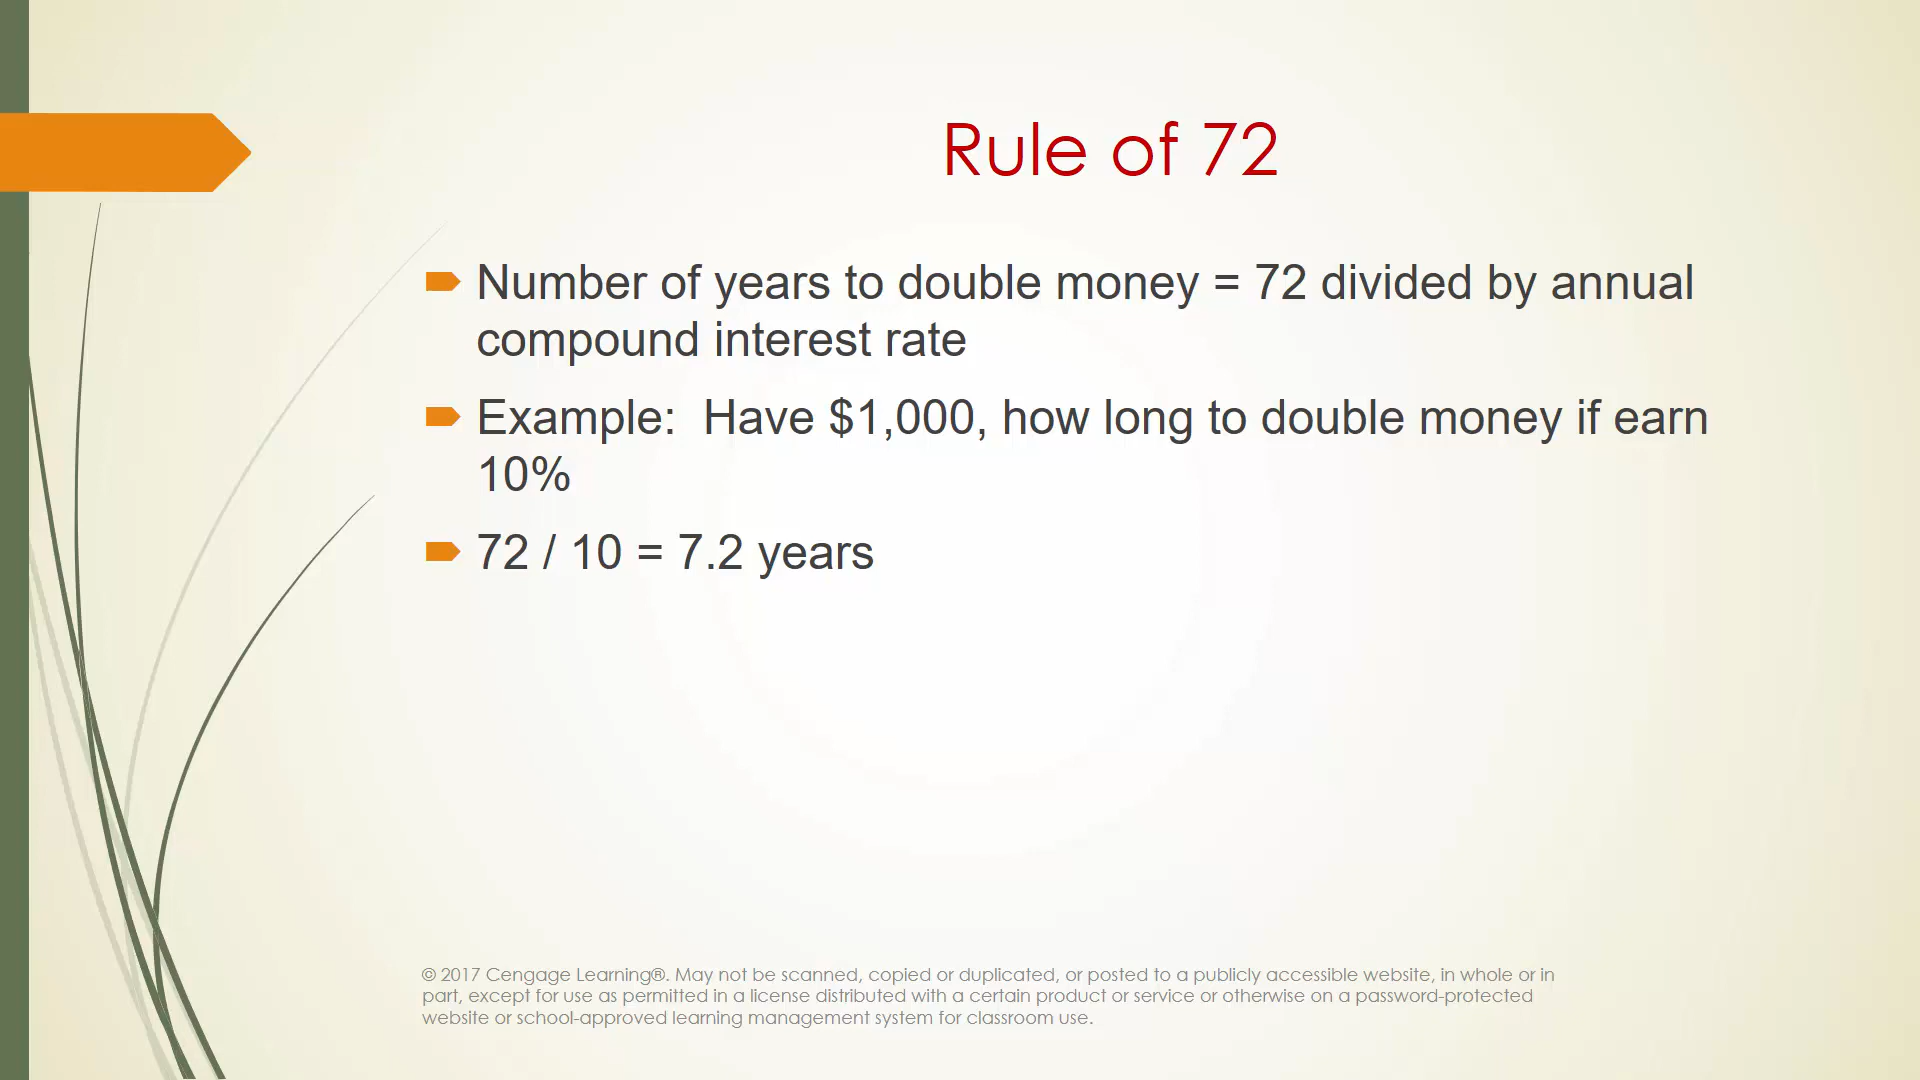 Rule of 72
Number of years to double money = 72 divided by annual
compound interest rate
Example:  Have $1,000, how long to double money if earn
10%
72 / 10 = 7.2 years
© 2017 Cengage Learning®. May not be scanned, copied or duplicated, or posted to a publicly accessible website, in whole or in
part, except for use as permitted in a license distributed with a certain product or service or otherwise on a password-protected
website or school-approved learning management system for classroom use.